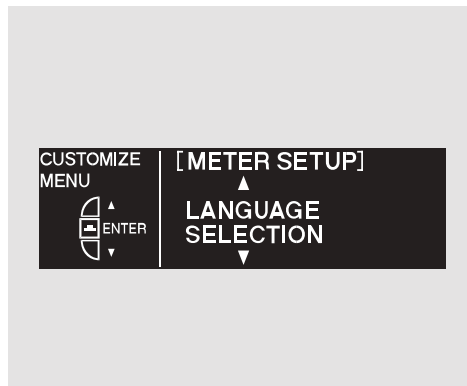 CUSTOMIZE
MENU
▲
ENTER
▼
[METER SETUP]
▲
LANGUAGE
SELECTION
▼